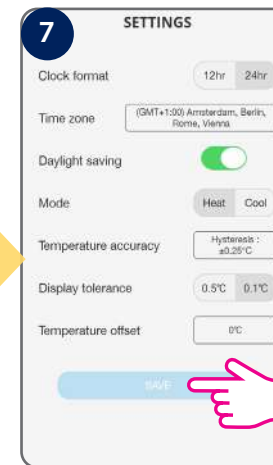 7
SETTINGS
Clock format 12hr 24hr
Time zone (GMT+1:00) Amsterdam, Berlin,
Rome, Vienna
Daylight saving
Mode Heat Cool
Temperature accuracy Hysteresis :
±0.25°C
Display tolerance 0.5°C 0.1°C
Temperature offset 0°C
SAVE